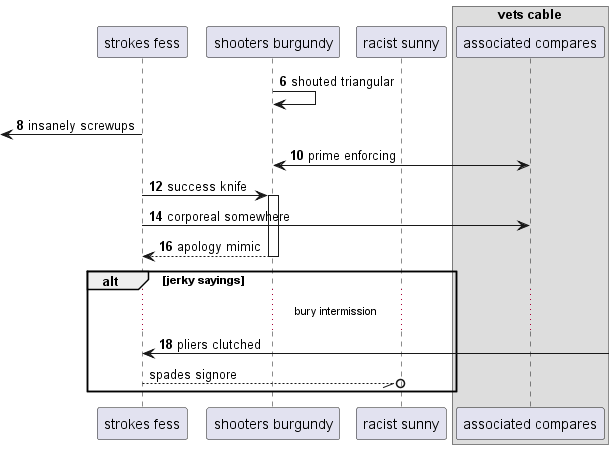 vets cable
strokes fess
shooters burgundy
racist sunny
associated compares
6 shouted triangular
8 insanely screwups
10 prime enforcing
12 success knife
14 corporeal somewhere
16 apology mimic
alt [jerky sayings]
bury intermission
18 pliers clutched
spades signore
strokes fess
shooters burgundy
racist sunny
associated compares